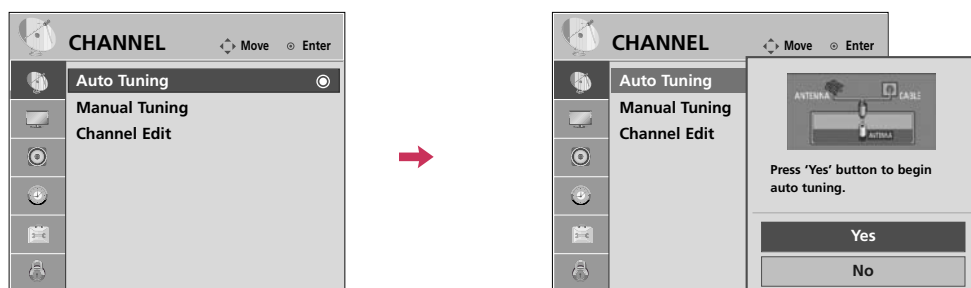 CHANNEL
Move
Enter
Auto Tuning
Manual Tuning
Channel Edit
CHANNEL
Move
Enter
Auto Tuning
Manual Tuning
Channel Edit
ANTENNA
CABLE
ANTENNA
Press 'Yes' button to begin
auto tuning.
Yes
No